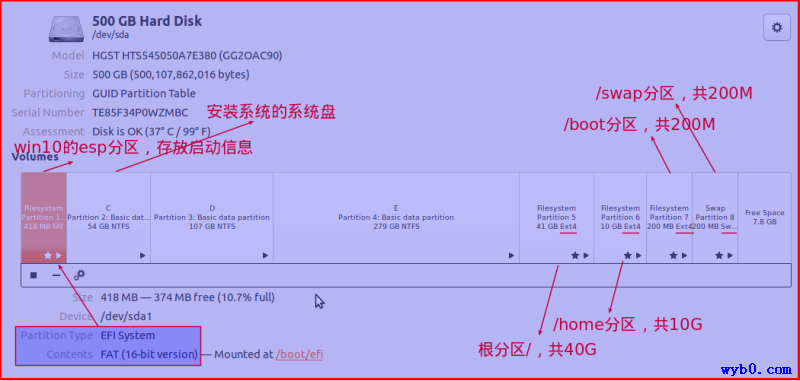 500 GB Hard Disk
/dev/sda
Model HGST HTS545050A7E380 (GG2OAC90)
Size 500 GB (500,107,862,016 bytes)
Partitioning GUID Partition Table
Serial Number TE85F34P0WZMBC
Assessment Disk is OK (37° C / 99° F)
安装系统的系统盘
/swap分区，共200M
/boot分区，共200M
win10的esp分区，存放启动信息
Volumes
Filesystem
Partition 1...
418 MB FAT
C
Partition 2: Basic dat...
54 GB NTFS
D
Partition 3: Basic data partition
107 GB NTFS
E
Partition 4: Basic data partition
279 GB NTFS
Filesystem
Partition 5
41 GB Ext4
Filesystem
Partition 6
10 GB Ext4
Filesystem
Partition 7
200 MB Ext4
Swap
Partition 8
200 MB Sw...
Free Space
7.8 GB
Size 418 MB — 374 MB free (10.7% full)
Device /dev/sda1
Partition Type EFI System
Contents FAT (16-bit version) — Mounted at /boot/efi
/home分区，共10G
根分区/，共40G
wyb0.com